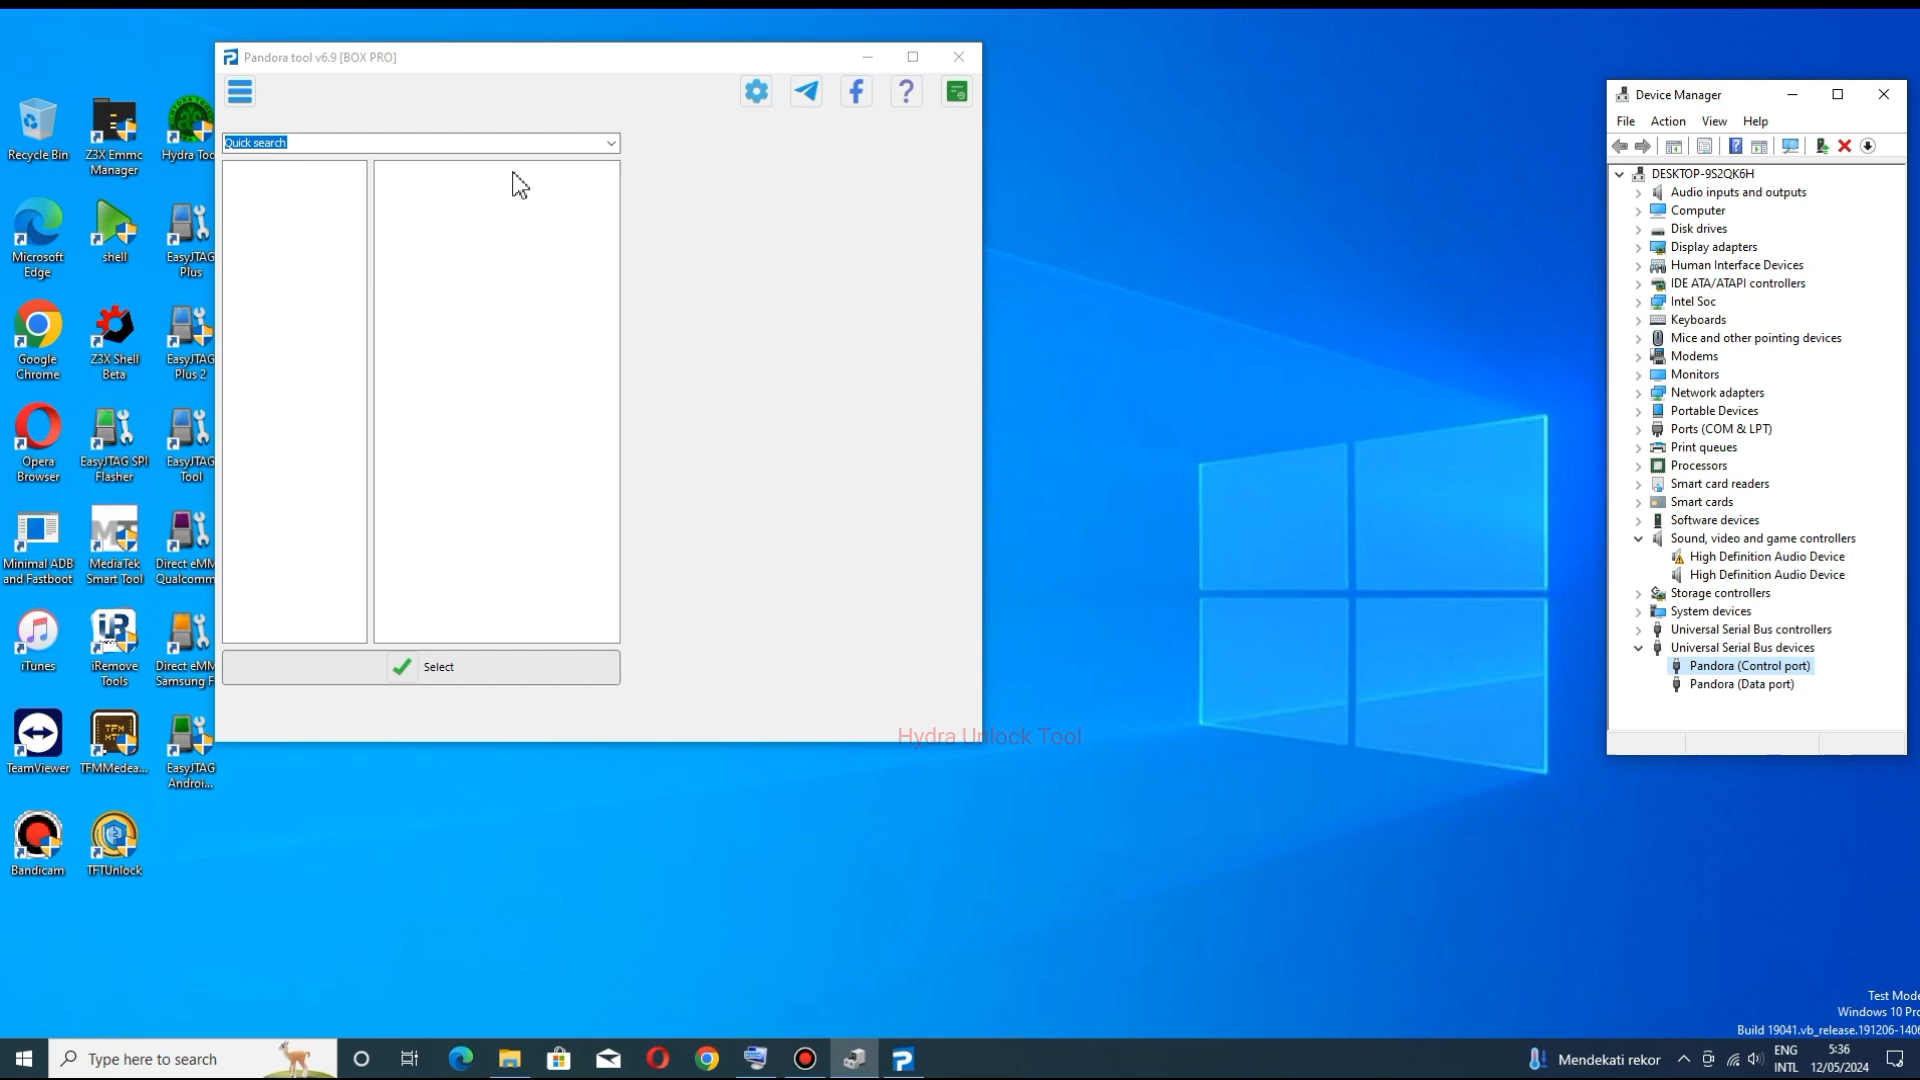 Pandora tool v6.9 [BOX PRO]
Quick search
Select
Recycle Bin
Z3X Emmc
Manager
Hydra Too
Microsoft
Edge
shell
EasyJTAG
Plus
Google
Chrome
Z3X Shell
Beta
EasyJTAG
Plus 2
Opera
Browser
EasyJTAG SPI
Flasher
EasyJTAG
Tool
Minimal ADB
and Fastboot
MediaTek
Smart Tool
Direct eMM
Qualcomm
iTunes
iRemove
Tools
Direct eMM
Samsung F
TeamViewer
TFMMedea...
EasyJTAG
Androi...
Bandicam
TFTUnlock
Hydra Unlock Tool
Device Manager
File Action View Help
DESKTOP-9S2QK6H
Audio inputs and outputs
Computer
Disk drives
Display adapters
Human Interface Devices
IDE ATA/ATAPI controllers
Intel Soc
Keyboards
Mice and other pointing devices
Modems
Monitors
Network adapters
Portable Devices
Ports (COM & LPT)
Print queues
Processors
Smart card readers
Smart cards
Software devices
Sound, video and game controllers
High Definition Audio Device
High Definition Audio Device
Storage controllers
System devices
Universal Serial Bus controllers
Universal Serial Bus devices
Pandora (Control port)
Pandora (Data port)
Test Mode
Windows 10 Pro
Build 19041.vb_release.191206-1406
Type here to search
Mendekati rekor
ENG
INTL
5:36
12/05/2024